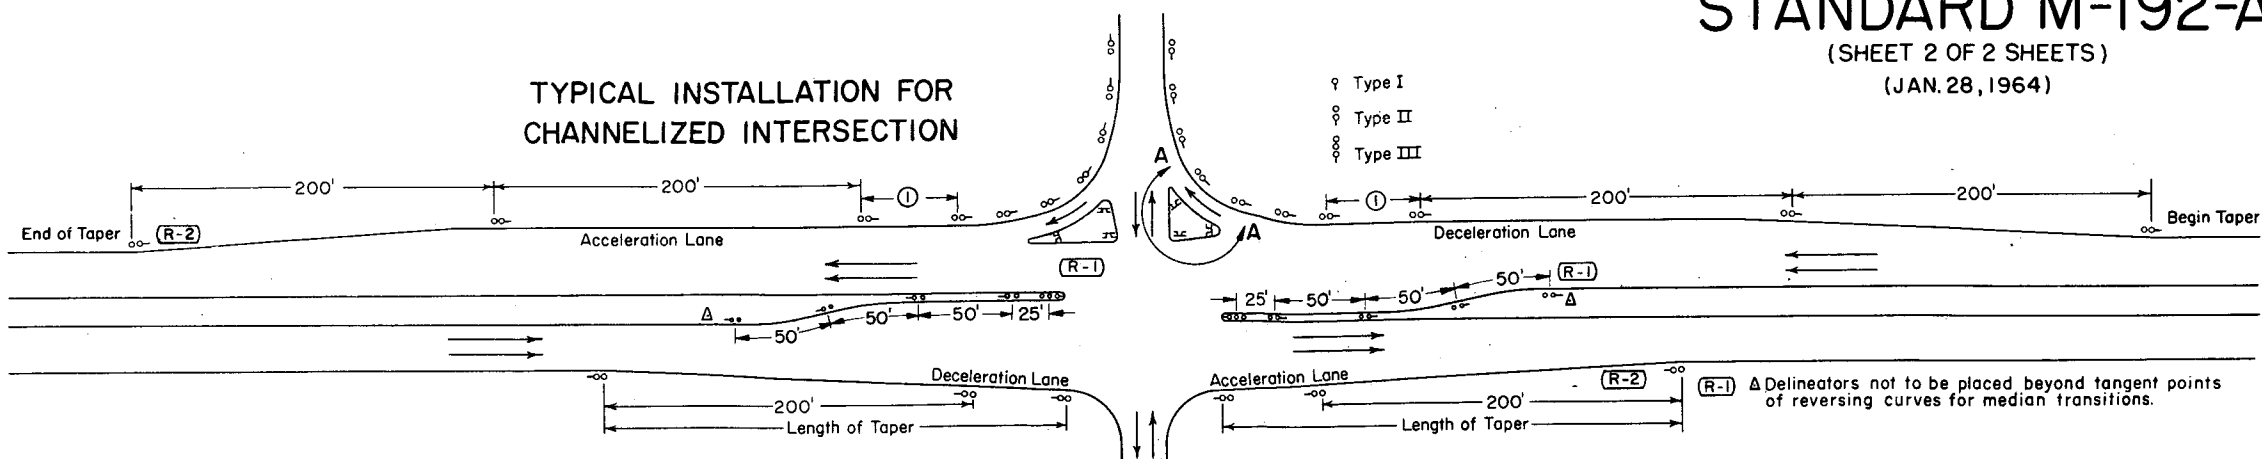 STANDARD M-192-A
(SHEET 2 OF 2 SHEETS)
(JAN. 28, 1964)
TYPICAL INSTALLATION FOR
CHANNELIZED INTERSECTION
Type I
Type II
Type III
A
A
200'
200'
1
1
200'
200'
End of Taper
(R-2)
Acceleration Lane
Deceleration Lane
Begin Taper
(R-1)
50'
(R-1)
25'
50'
50'
Δ
Δ
50'
50'
50'
25'
Deceleration Lane
Acceleration Lane
(R-2)
(R-1) Δ Delineators not to be placed beyond tangent points
of reversing curves for median transitions.
200'
200'
Length of Taper
Length of Taper